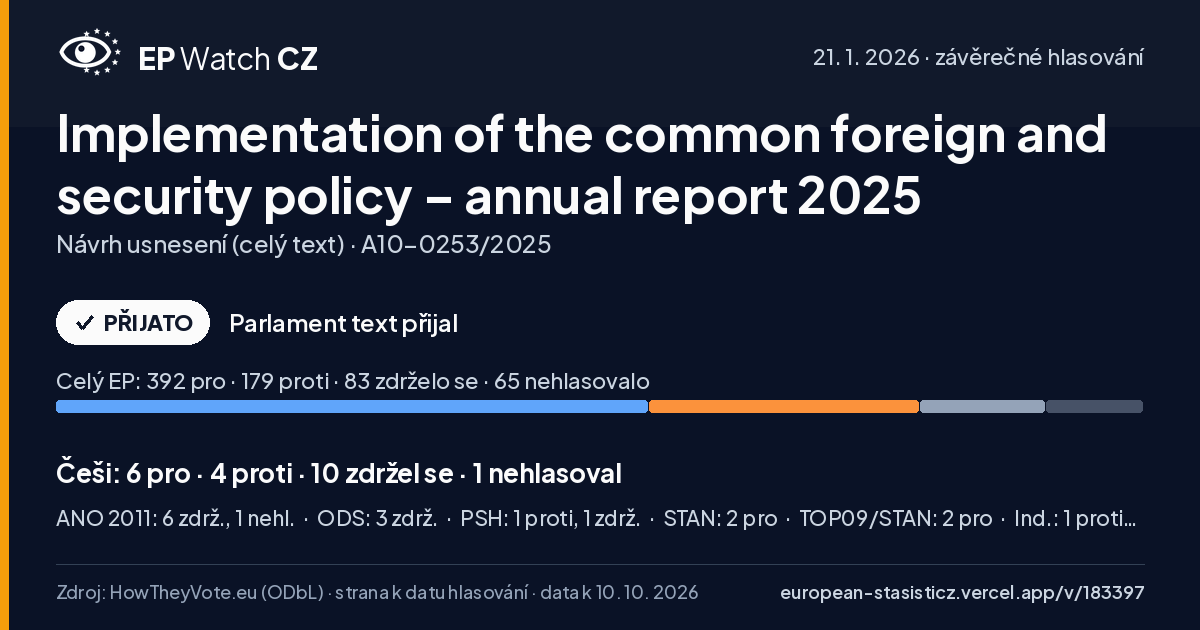 EP Watch CZ
21. 1. 2026 · závěrečné hlasování
Implementation of the common foreign and
security policy – annual report 2025
Návrh usnesení (celý text) · A10-0253/2025
✓ PŘIJATO
Parlament text přijal
Celý EP: 392 pro · 179 proti · 83 zdrželo se · 65 nehlasovalo
Češi: 6 pro · 4 proti · 10 zdržel se · 1 nehlasoval
ANO 2011: 6 zdrž., 1 nehl. · ODS: 3 zdrž. · PSH: 1 proti, 1 zdrž. · STAN: 2 pro · TOP09/STAN: 2 pro · Ind.: 1 proti…
Zdroj: HowTheyVote.eu (ODbL) · strana k datu hlasování · data k 10. 10. 2026
european-stasisticz.vercel.app/v/183397